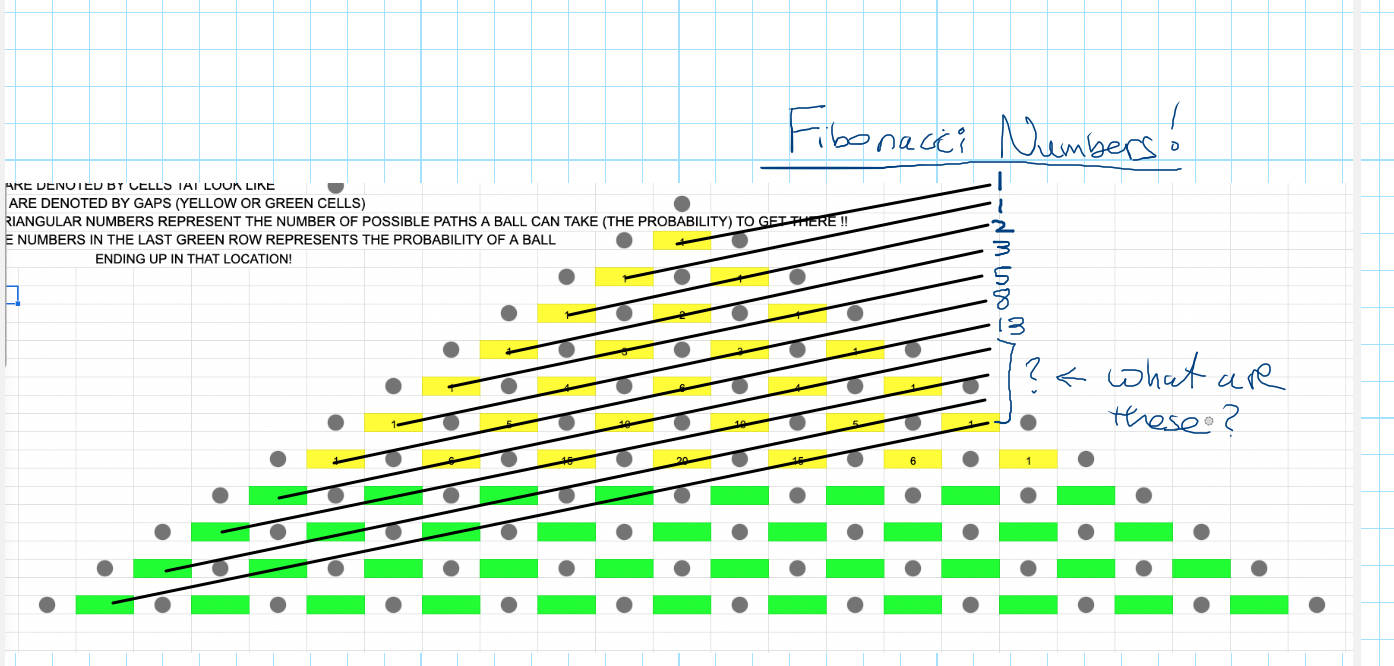 Fibonacci Numbers!
ARE DENOTED BY CELLS TAT LOOK LIKE
ARE DENOTED BY GAPS (YELLOW OR GREEN CELLS)
RIANGULAR NUMBERS REPRESENT THE NUMBER OF POSSIBLE PATHS A BALL CAN TAKE (THE PROBABILITY) TO GET THERE !!
E NUMBERS IN THE LAST GREEN ROW REPRESENTS THE PROBABILITY OF A BALL
ENDING UP IN THAT LOCATION!
1
1
2
3
5
8
13
? ← what are
these?
1
1 1
1 2 1
1 3 3 1
1 4 6 4 1
1 5 10 10 5 1
1 6 15 20 15 6 1